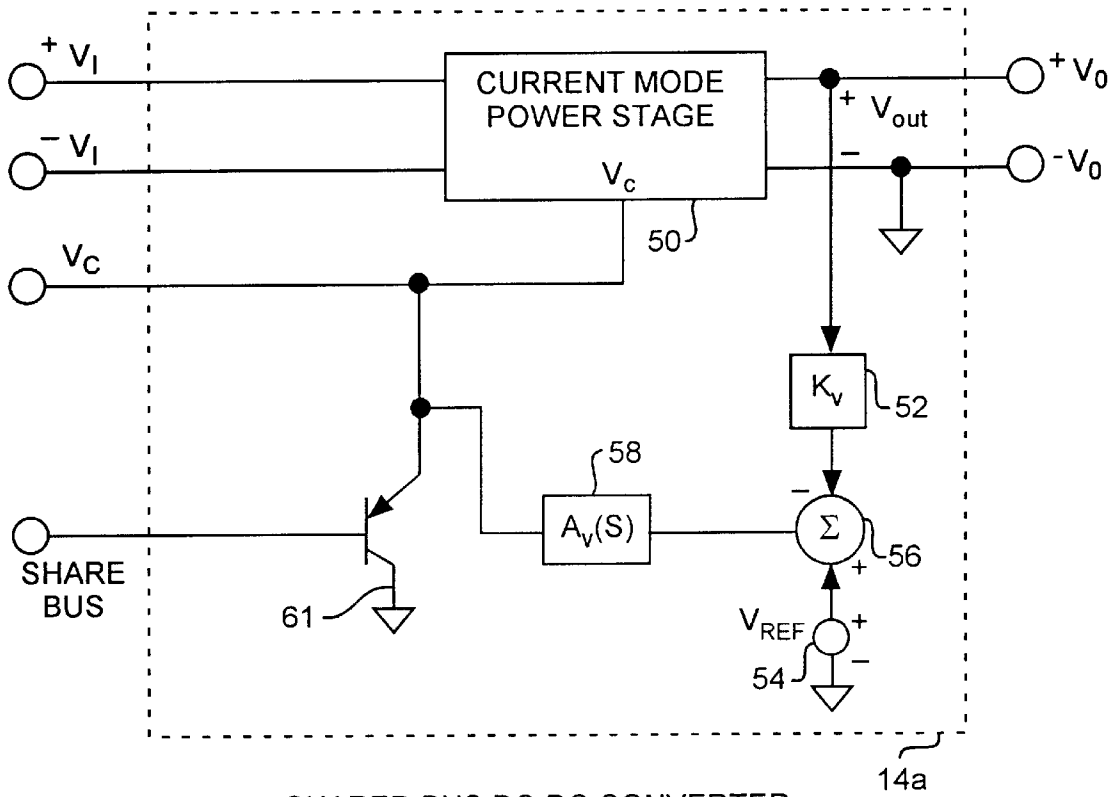 + VI
CURRENT MODE
POWER STAGE
+ V0
+
Vout
− VI
−
-V0
Vc
50
VC
Kv
52
58
−
Av(S)
Σ
56
SHARE
BUS
+
61
VREF
+
54
−
14a